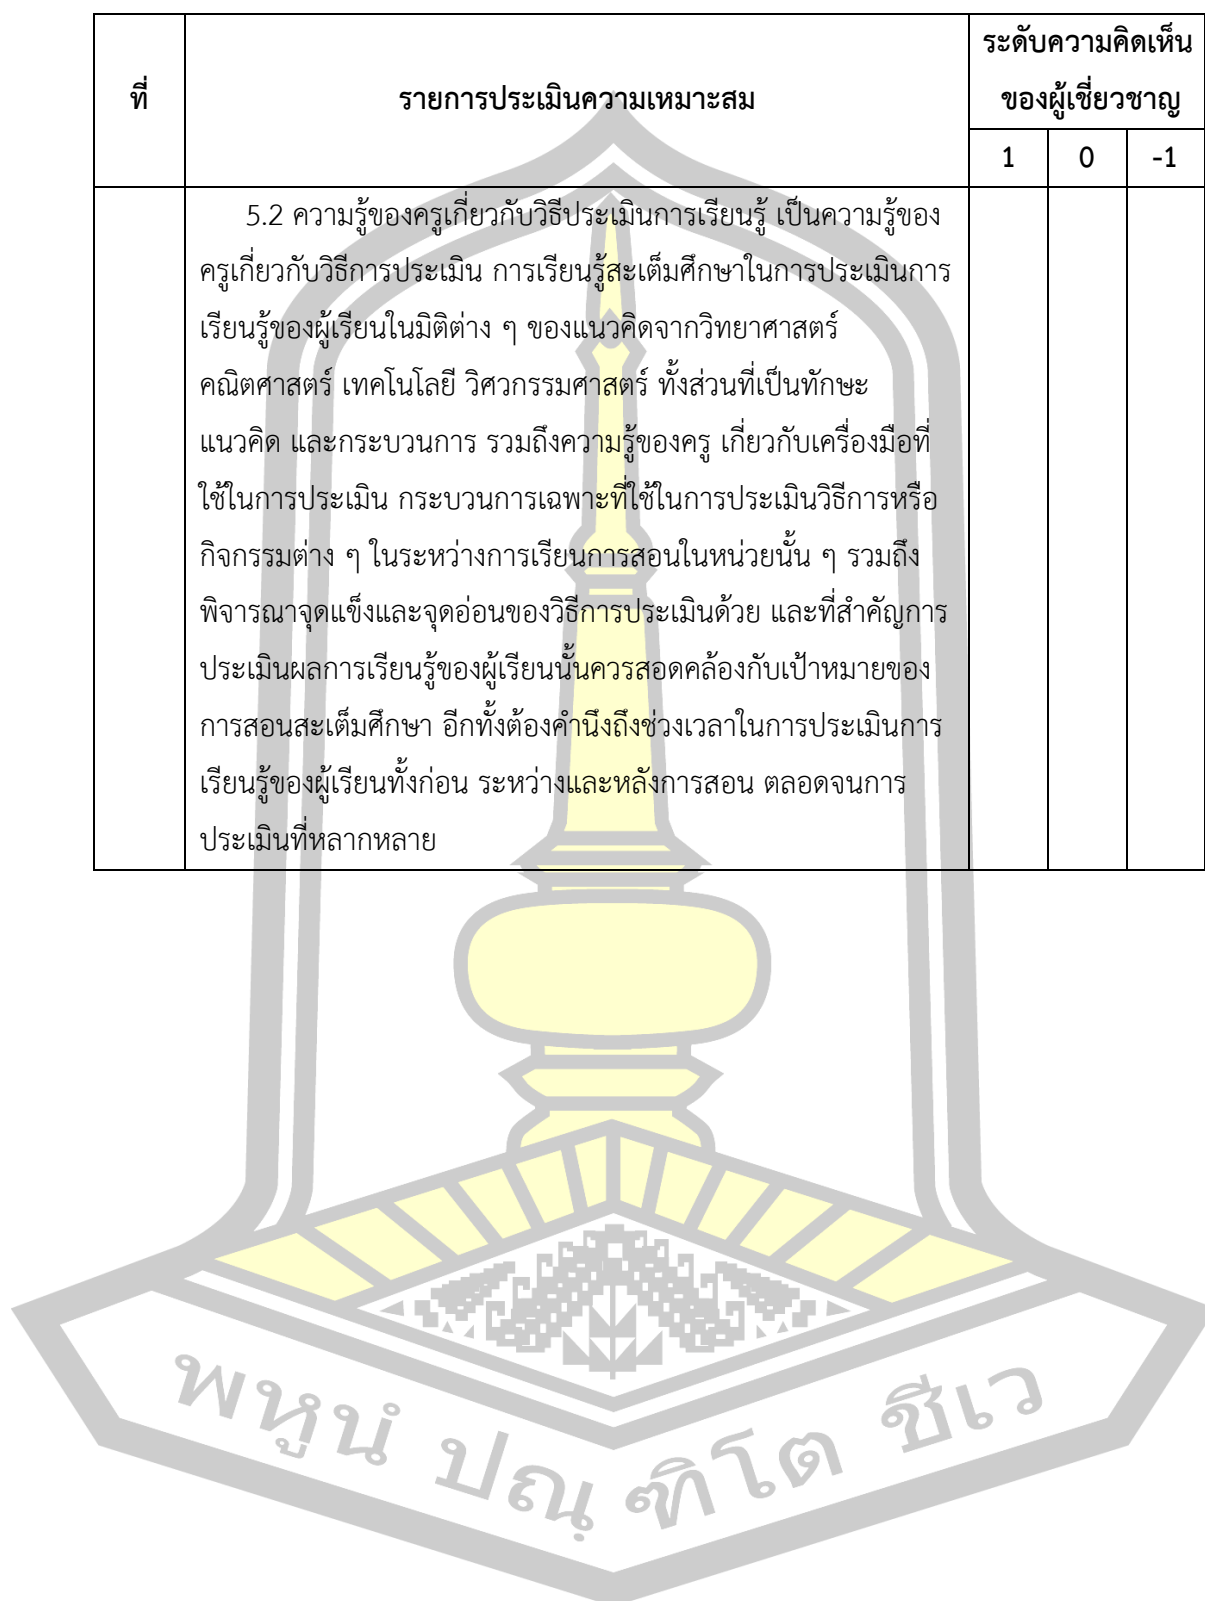 ที่
รายการประเมินความเหมาะสม
ระดับความคิดเห็น
ของผู้เชี่ยวชาญ
1 0 -1
5.2 ความรู้ของครูเกี่ยวกับวิธีประเมินการเรียนรู้ เป็นความรู้ของ
ครูเกี่ยวกับวิธีการประเมิน การเรียนรู้สะเต็มศึกษาในการประเมินการ
เรียนรู้ของผู้เรียนในมิติต่าง ๆ ของแนวคิดจากวิทยาศาสตร์
คณิตศาสตร์ เทคโนโลยี วิศวกรรมศาสตร์ ทั้งส่วนที่เป็นทักษะ
แนวคิด และกระบวนการ รวมถึงความรู้ของครู เกี่ยวกับเครื่องมือที่
ใช้ในการประเมิน กระบวนการเฉพาะที่ใช้ในการประเมินวิธีการหรือ
กิจกรรมต่าง ๆ ในระหว่างการเรียนการสอนในหน่วยนั้น ๆ รวมถึง
พิจารณาจุดแข็งและจุดอ่อนของวิธีการประเมินด้วย และที่สำคัญการ
ประเมินผลการเรียนรู้ของผู้เรียนนั้นควรสอดคล้องกับเป้าหมายของ
การสอนสะเต็มศึกษา อีกทั้งต้องคำนึงถึงช่วงเวลาในการประเมินการ
เรียนรู้ของผู้เรียนทั้งก่อน ระหว่างและหลังการสอน ตลอดจนการ
ประเมินที่หลากหลาย
พหูนํ ปณฺฑิโต ชีเว